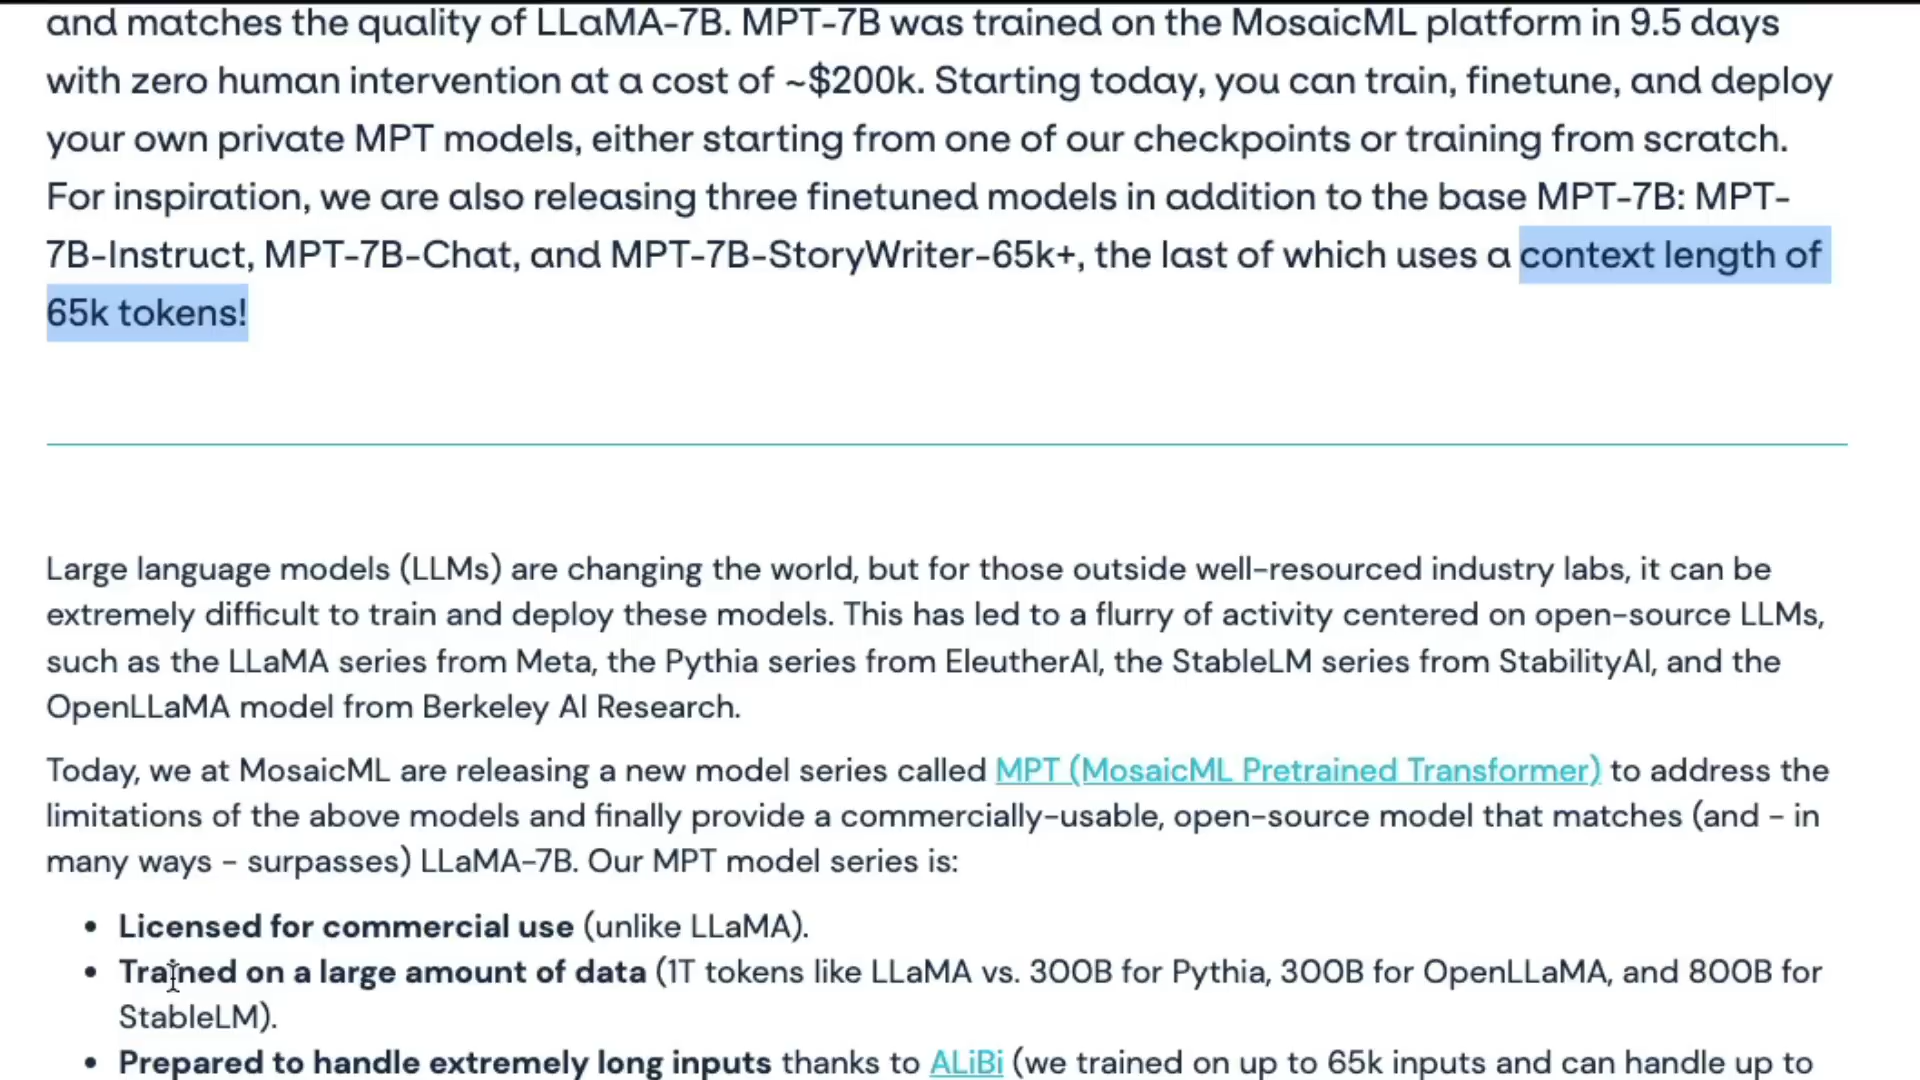 and matches the quality of LLaMA-7B. MPT-7B was trained on the MosaicML platform in 9.5 days
with zero human intervention at a cost of ~$200k. Starting today, you can train, finetune, and deploy
your own private MPT models, either starting from one of our checkpoints or training from scratch.
For inspiration, we are also releasing three finetuned models in addition to the base MPT-7B: MPT-
7B-Instruct, MPT-7B-Chat, and MPT-7B-StoryWriter-65k+, the last of which uses a context length of
65k tokens!
Large language models (LLMs) are changing the world, but for those outside well-resourced industry labs, it can be
extremely difficult to train and deploy these models. This has led to a flurry of activity centered on open-source LLMs,
such as the LLaMA series from Meta, the Pythia series from EleutherAI, the StableLM series from StabilityAI, and the
OpenLLaMA model from Berkeley AI Research.
Today, we at MosaicML are releasing a new model series called MPT (MosaicML Pretrained Transformer) to address the
limitations of the above models and finally provide a commercially-usable, open-source model that matches (and - in
many ways - surpasses) LLaMA-7B. Our MPT model series is:
• Licensed for commercial use (unlike LLaMA).
• Trained on a large amount of data (1T tokens like LLaMA vs. 300B for Pythia, 300B for OpenLLaMA, and 800B for
StableLM).
• Prepared to handle extremely long inputs thanks to ALiBi (we trained on up to 65k inputs and can handle up to